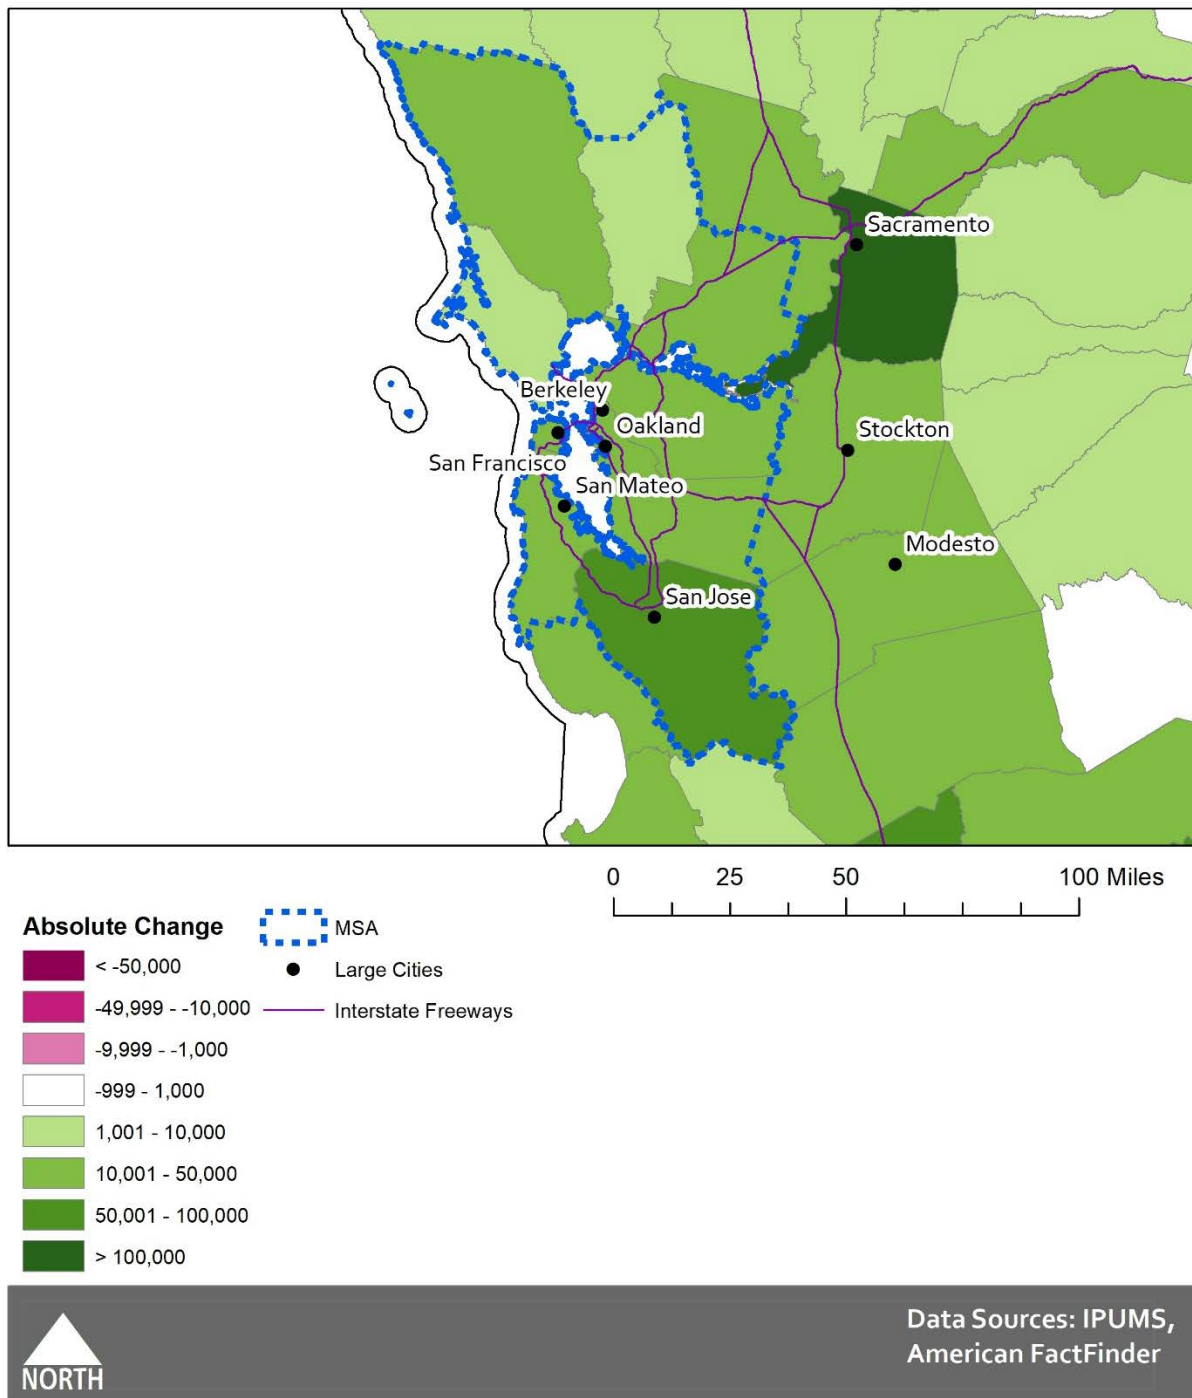 Sacramento
Berkeley
Oakland
Stockton
San Francisco
San Mateo
Modesto
San Jose
0 25 50 100 Miles
Absolute Change
< -50,000
-49,999 - -10,000
-9,999 - -1,000
-999 - 1,000
1,001 - 10,000
10,001 - 50,000
50,001 - 100,000
> 100,000
MSA
Large Cities
Interstate Freeways
NORTH
Data Sources: IPUMS,
American FactFinder